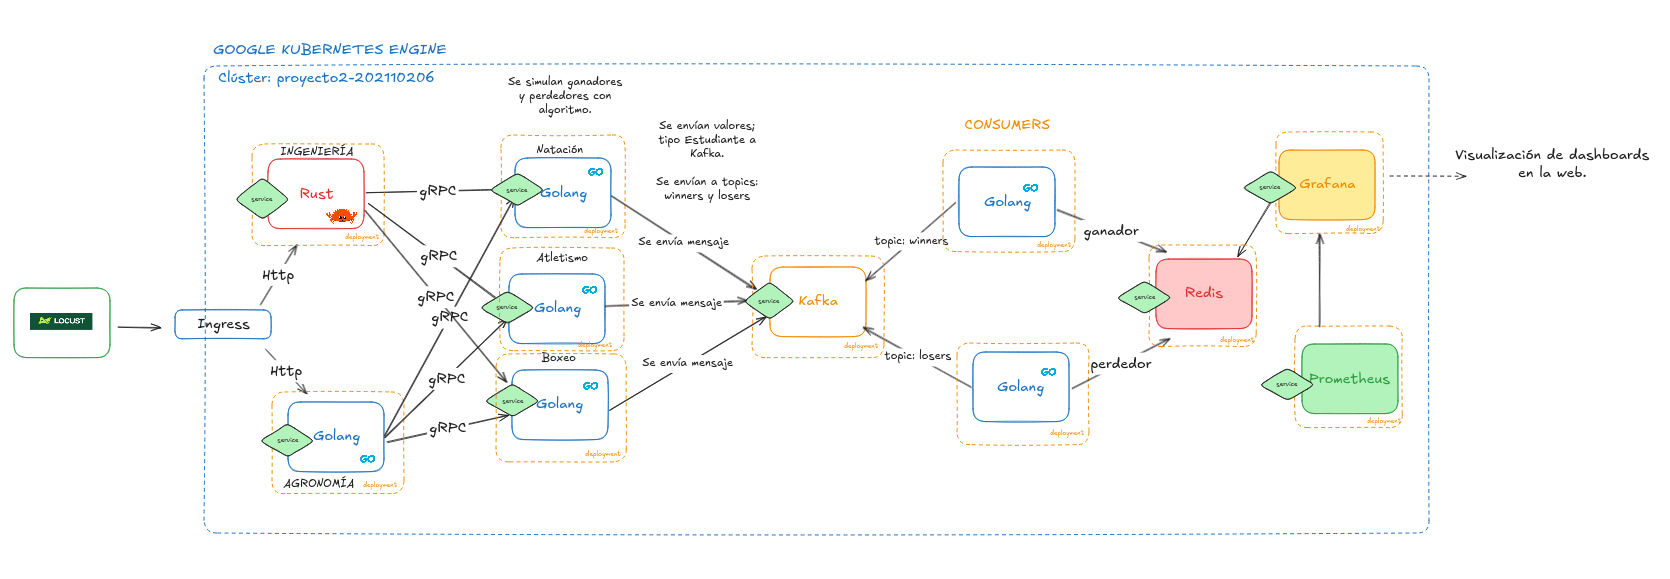 GOOGLE KUBERNETES ENGINE
Clúster: proyecto2-202110206
LOCUST
Ingress
Http
Http
INGENIERÍA
Rust
service
deployment
Golang
service
GO
AGRONOMÍA
deployment
gRPC
gRPC
gRPC
gRPC
gRPC
gRPC
Se simulan ganadores
y perdedores con
algoritmo.
Natación
GO
service
Golang
deployment
Atletismo
GO
service
Golang
deployment
Boxeo
GO
service
Golang
deployment
Se envían valores;
tipo Estudiante a
Kafka.
Se envían a topics:
winners y losers
Se envía mensaje
Se envía mensaje
Se envía mensaje
service
Kafka
deployment
topic: winners
topic: losers
CONSUMERS
GO
Golang
deployment
GO
Golang
deployment
ganador
perdedor
service
Redis
deployment
service
Grafana
deployment
service
Prometheus
deployment
Visualización de dashboards
en la web.